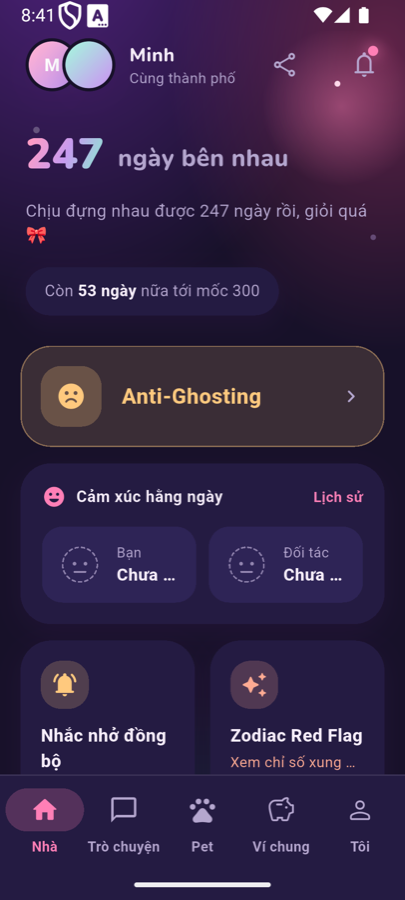 8:41
A
M
Minh
Cùng thành phố
247 ngày bên nhau
Chịu đựng nhau được 247 ngày rồi, giỏi quá
🎀
Còn 53 ngày nữa tới mốc 300
Anti-Ghosting
Cảm xúc hằng ngày
Lịch sử
Bạn
Chưa ...
Đối tác
Chưa ...
Nhắc nhở đồng
bộ
Zodiac Red Flag
Xem chỉ số xung ...
Nhà
Trò chuyện
Pet
Ví chung
Tôi